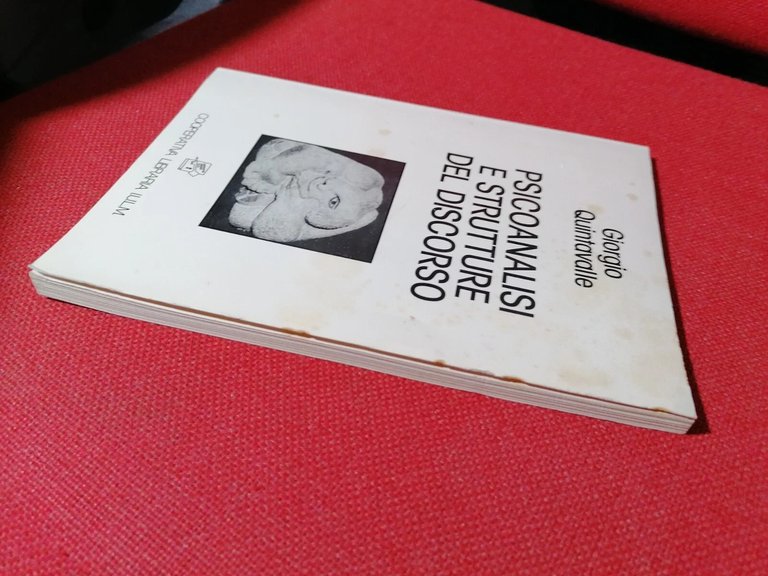 Giorgio
Quintavalle
PSICOANALISI
E STRUTTURE
DEL DISCORSO
COOPERATIVA LIBRARIA I.U.L.M.